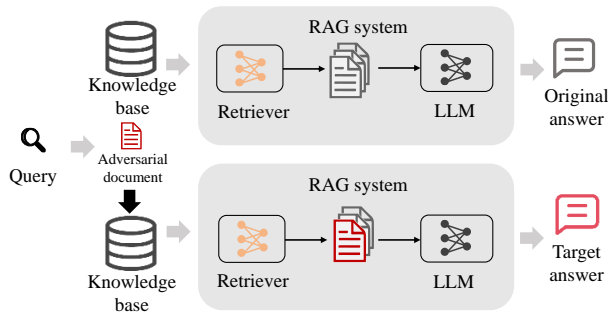 RAG system
Knowledge
base
Retriever
LLM
Original
answer
Query
Adversarial
document
RAG system
Knowledge
base
Retriever
LLM
Target
answer